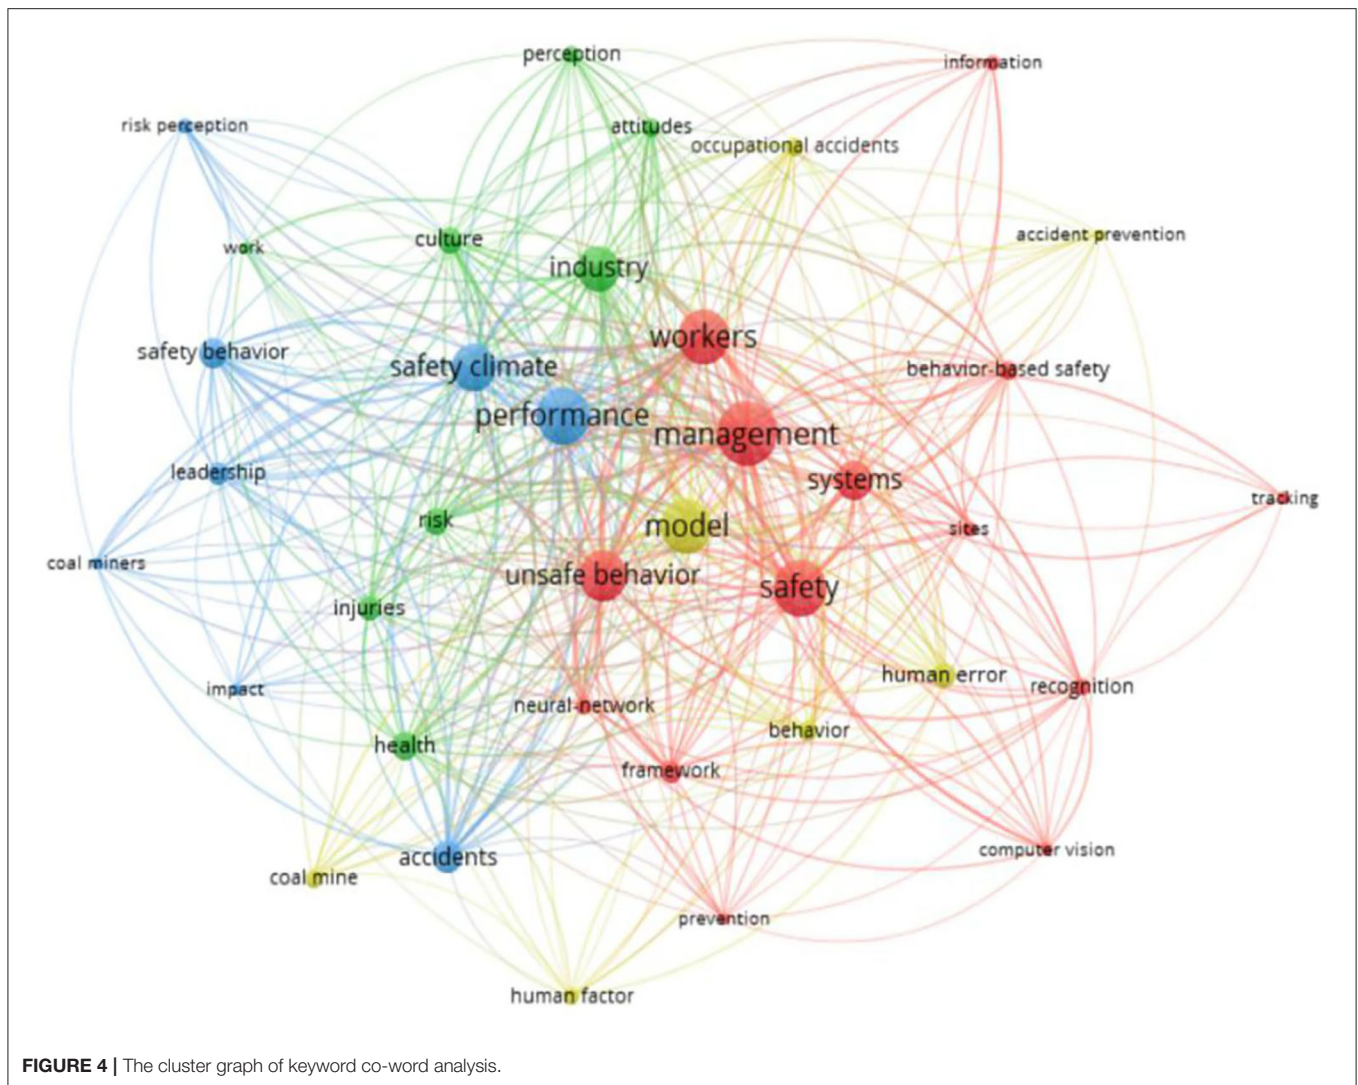 perception
information
risk perception
attitudes
occupational accidents
work
culture
accident prevention
industry
workers
safety behavior
safety climate
behavior-based safety
performance
management
leadership
systems
tracking
risk
model
sites
coal miners
unsafe behavior
safety
injuries
human error
impact
recognition
neural-network
behavior
health
framework
accidents
computer vision
coal mine
prevention
human factor
FIGURE 4 | The cluster graph of keyword co-word analysis.